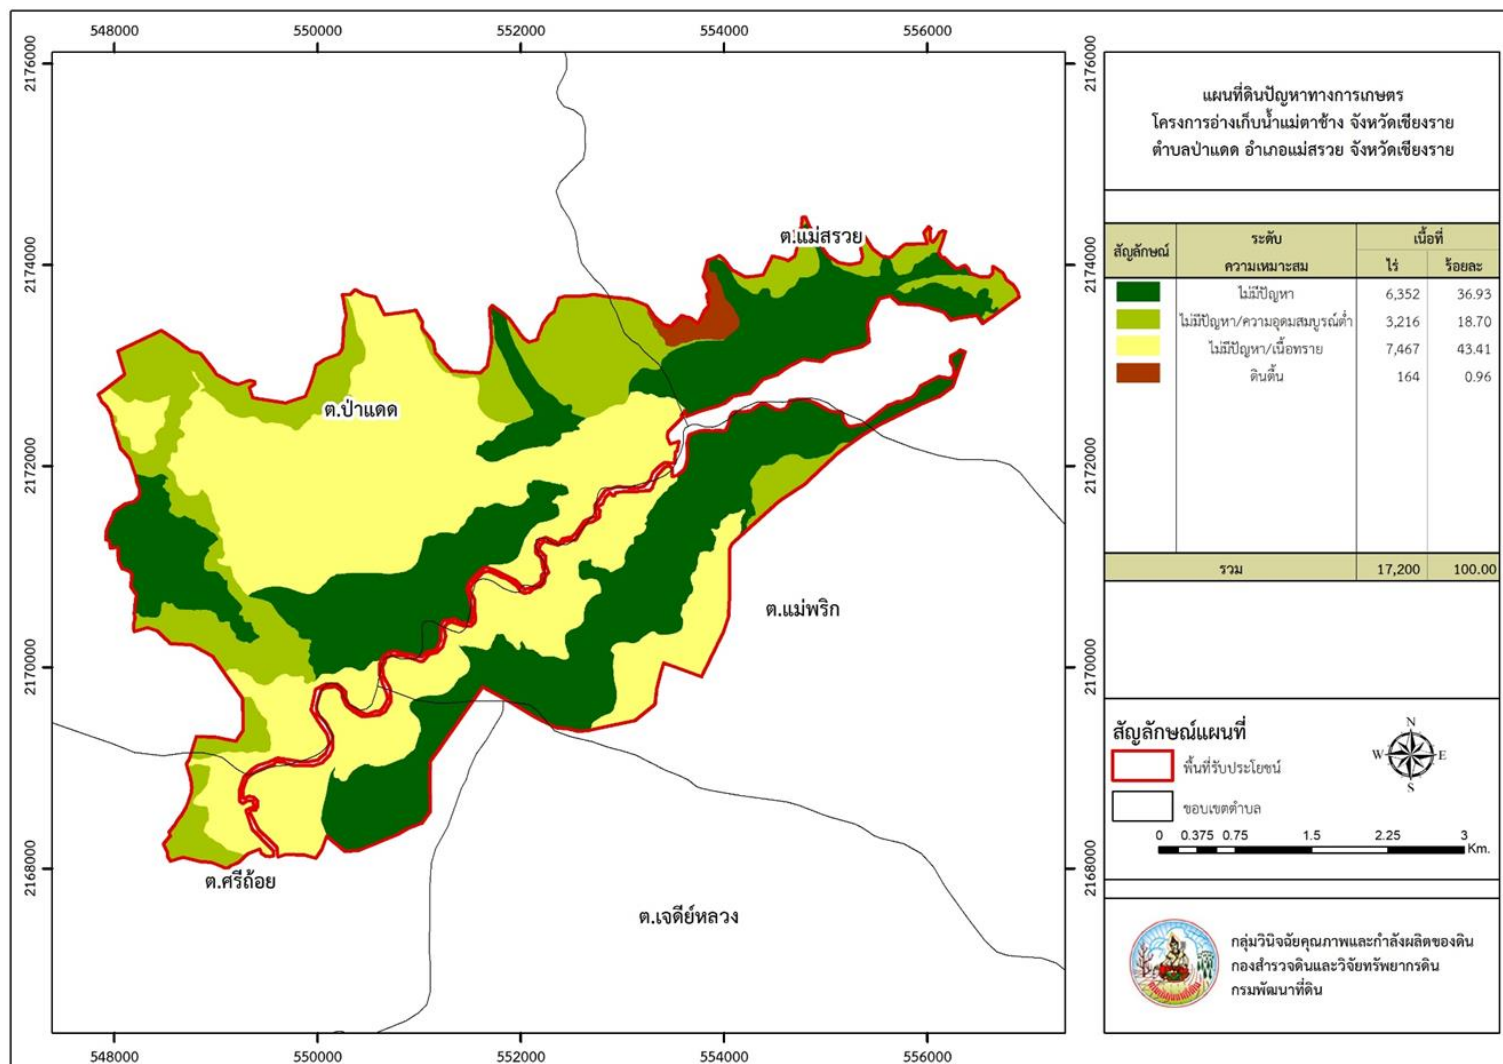 548000 550000 552000 554000 556000
2176000 2176000
2174000 2174000
2172000 2172000
2170000 2170000
2168000 2168000
ต.แม่สรวย
ต.ป่าแดด
ต.แม่พริก
ต.ศรีถ้อย
ต.เจดีย์หลวง
548000 550000 552000 554000 556000
แผนที่ดินปัญหาทางการเกษตร
โครงการอ่างเก็บน้ำแม่ตาช้าง จังหวัดเชียงราย
ตำบลป่าแดด อำเภอแม่สรวย จังหวัดเชียงราย
สัญลักษณ์ ระดับ เนื้อที่
ความเหมาะสม ไร่ ร้อยละ
ไม่มีปัญหา 6,352 36.93
ไม่มีปัญหา/ความอุดมสมบูรณ์ต่ำ 3,216 18.70
ไม่มีปัญหา/เนื้อทราย 7,467 43.41
ดินตื้น 164 0.96
รวม 17,200 100.00
สัญลักษณ์แผนที่
พื้นที่รับประโยชน์
ขอบเขตตำบล
N
W E
S
0 0.375 0.75 1.5 2.25 3
Km.
กลุ่มวินิจฉัยคุณภาพและกำลังผลิตของดิน
กองสำรวจดินและวิจัยทรัพยากรดิน
กรมพัฒนาที่ดิน